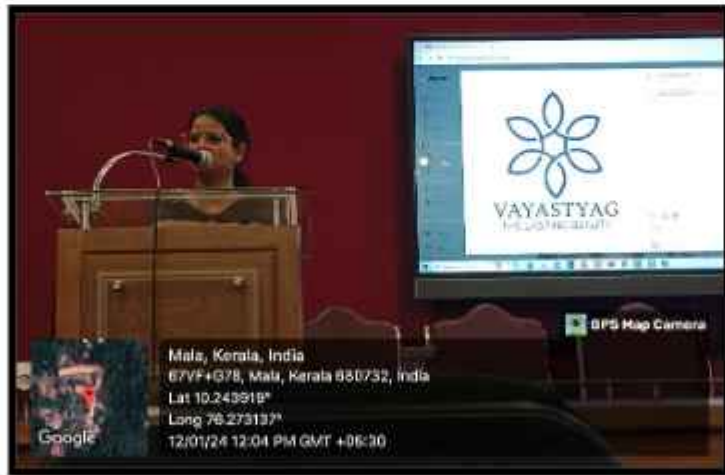 VAYASTYAG
GPS Map Camera
Mala, Kerala, India
67VF+G78, Mala, Kerala 680732, India
Lat 10.243919°
Long 76.273137°
12/01/24 12:04 PM GMT +05:30
Google